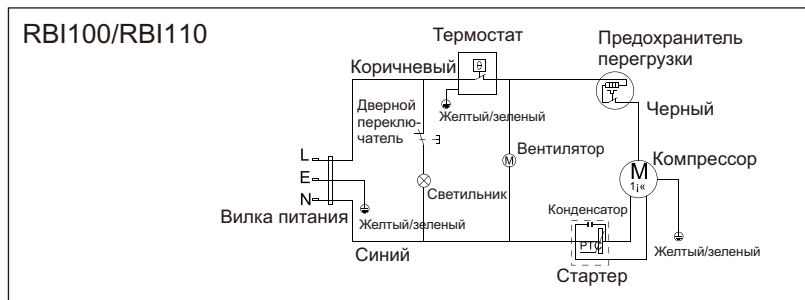 RBI100/RBI110
Термостат
Предохранитель
перегрузки
Коричневый
θ
Дверной
переклю-
чатель
Желтый/зеленый
Черный
Вентилятор
M
Компрессор
M
1¡«
L
E
N
Светильник
Вилка питания
Желтый/зеленый
Конденсатор
PTC
Желтый/зеленый
Синий
Стартер